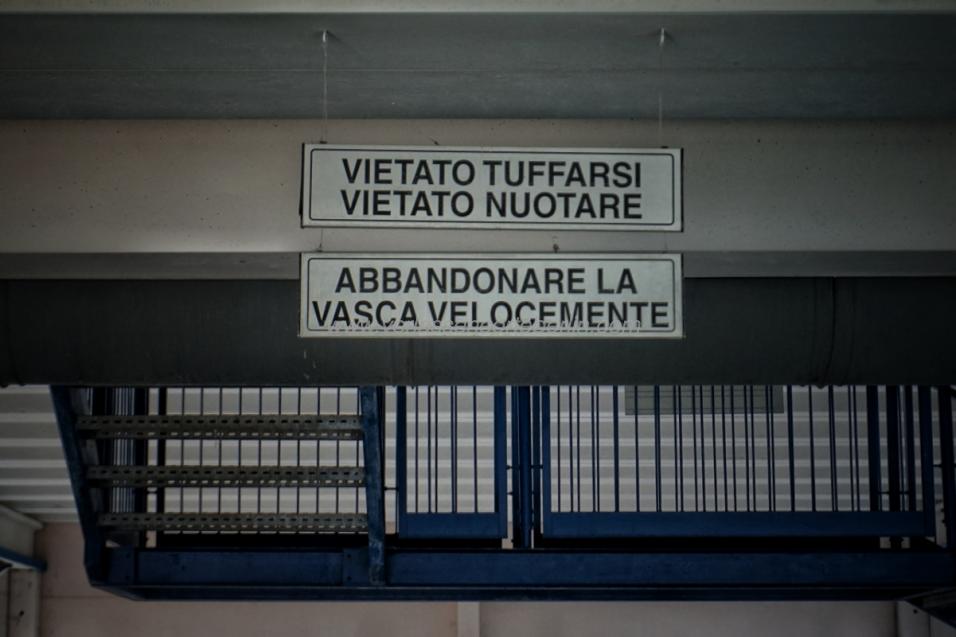 VIETATO TUFFARSI
VIETATO NUOTARE
ABBANDONARE LA
VASCA VELOCEMENTE